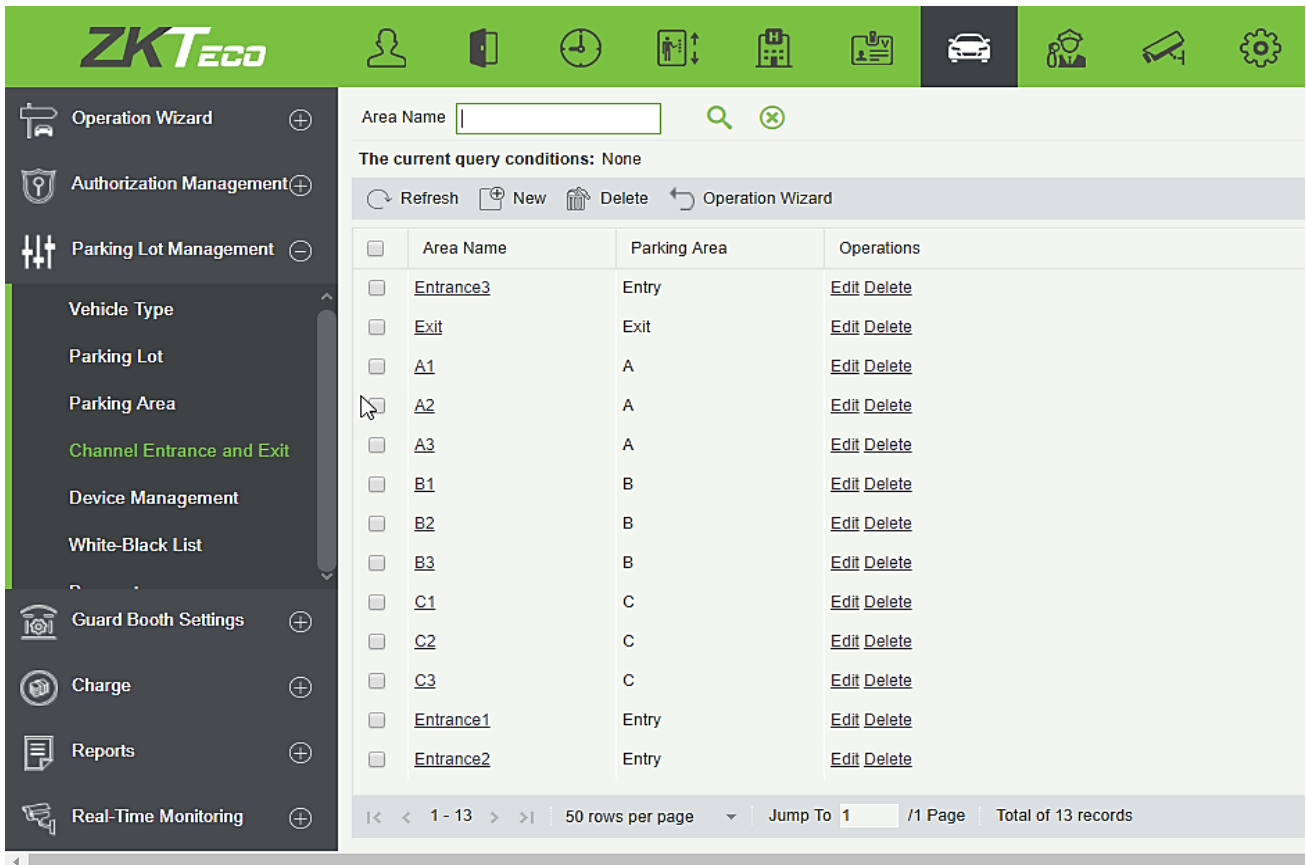 ZKTeco
Operation Wizard
Authorization Management
Parking Lot Management
Vehicle Type
Parking Lot
Parking Area
Channel Entrance and Exit
Device Management
White-Black List
Guard Booth Settings
Charge
Reports
Real-Time Monitoring
Area Name
The current query conditions: None
Refresh New Delete Operation Wizard
Area Name Parking Area Operations
Entrance3 Entry Edit Delete
Exit Exit Edit Delete
A1 A Edit Delete
A2 A Edit Delete
A3 A Edit Delete
B1 B Edit Delete
B2 B Edit Delete
B3 B Edit Delete
C1 C Edit Delete
C2 C Edit Delete
C3 C Edit Delete
Entrance1 Entry Edit Delete
Entrance2 Entry Edit Delete
|< < 1 - 13 > >| 50 rows per page Jump To 1 /1 Page Total of 13 records